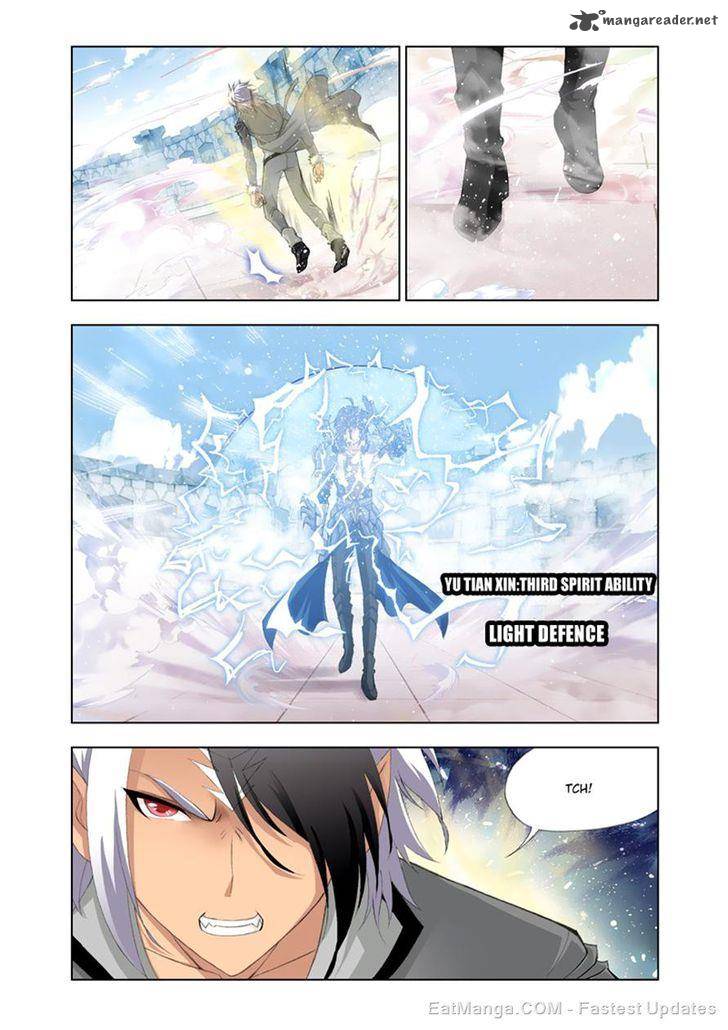 mangareader.net
YU TIAN XIN:THIRD SPIRIT ABILITY
LIGHT DEFENCE
TCH!
EatManga.COM - Fastest Updates